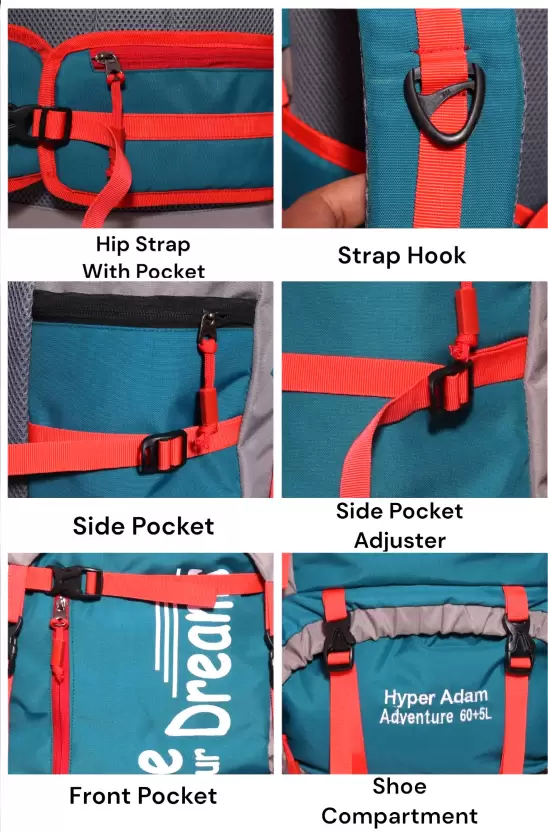 Hip Strap
With Pocket
Strap Hook
Side Pocket
Side Pocket
Adjuster
Dreams
Hyper Adam
Adventure 60+5L
Front Pocket
Shoe
Compartment